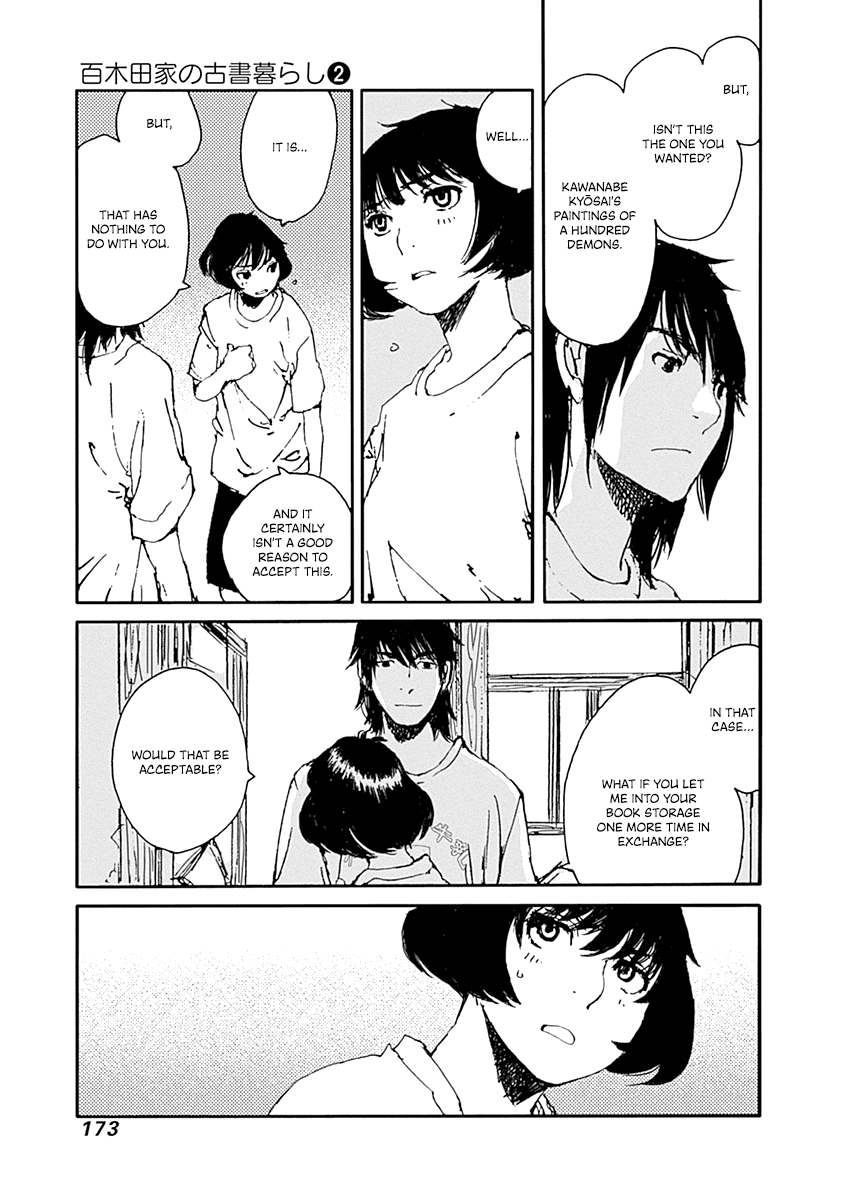 百木田家の古書暮らし❷
BUT,
ISN'T THIS
THE ONE YOU
WANTED?
KAWANABE
KYŌSAI'S
PAINTINGS OF
A HUNDRED
DEMONS.
WELL...
IT IS...
BUT,
THAT HAS
NOTHING TO
DO WITH YOU.
AND IT
CERTAINLY
ISN'T A GOOD
REASON TO
ACCEPT THIS.
IN THAT
CASE...
WHAT IF YOU LET
ME INTO YOUR
BOOK STORAGE
ONE MORE TIME IN
EXCHANGE?
WOULD THAT BE
ACCEPTABLE?
牛乳
173